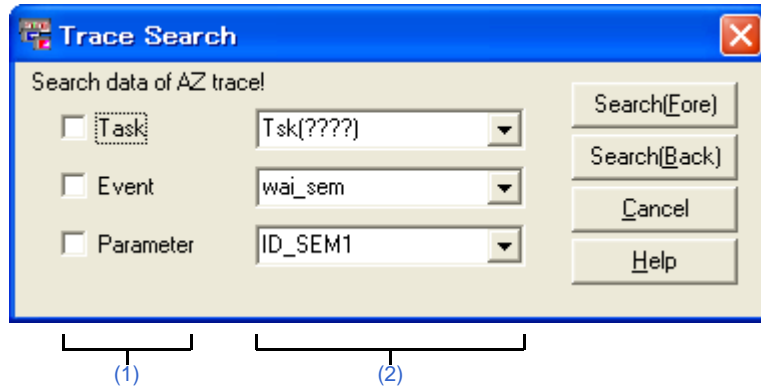 Trace Search
Search data of AZ trace!
Task
Tsk(????)
Search(Fore)
Event
wai_sem
Search(Back)
Cancel
Parameter
ID_SEM1
Help
(1)
(2)